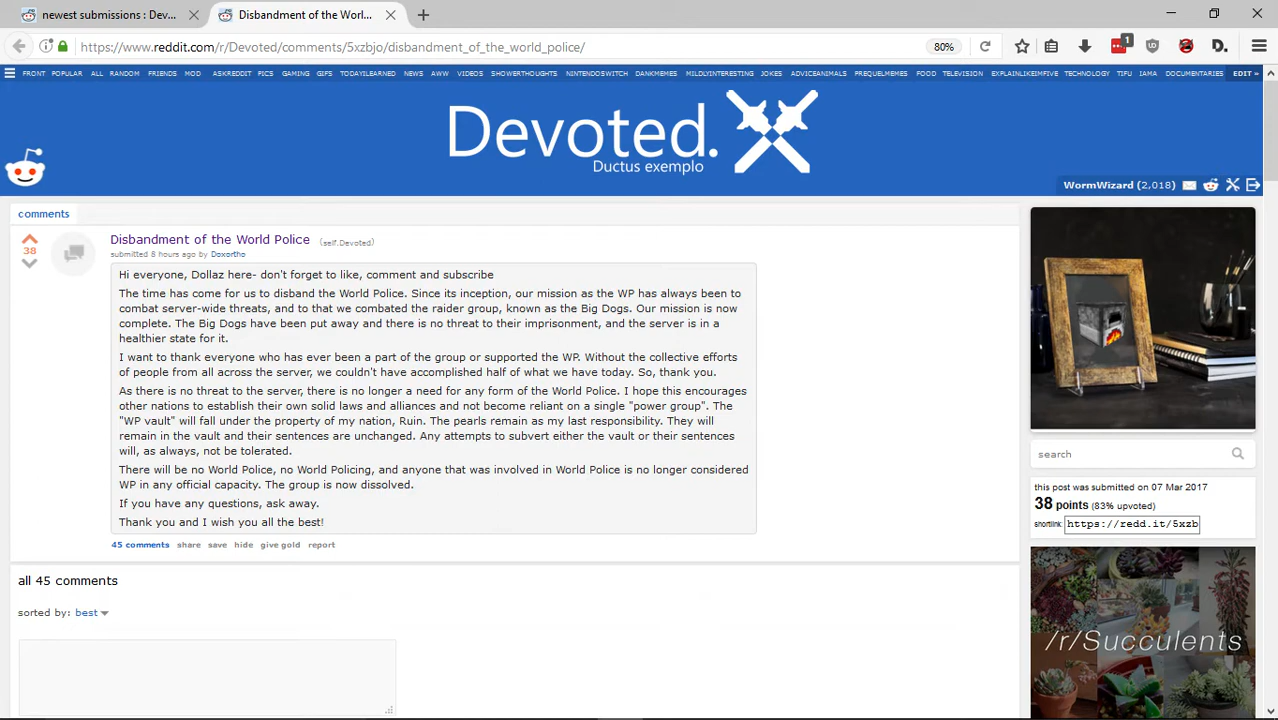 newest submissions : Dev...
Disbandment of the Worl...
https://www.reddit.com/r/Devoted/comments/5xzbjo/disbandment_of_the_world_police/
80%
1
D.
FRONT POPULAR ALL RANDOM FRIENDS MOD ASKREDDIT PICS GAMING GIFS TODAYILEARNED NEWS AWW VIDEOS SHOWERTHOUGHTS NINTENDOSWITCH DANKMEMES MILDLYINTERESTING JOKES ADVICEANIMALS PREQUELMEMES FOOD TELEVISION EXPLAINLIKEIMFIVE TECHNOLOGY TIFU IAMA DOCUMENTARIES EDIT »
Devoted.
Ductus exemplo
WormWizard (2,018)
comments
Disbandment of the World Police (self.Devoted)
38
submitted 8 hours ago by Doxortho
Hi everyone, Dollaz here- don't forget to like, comment and subscribe
The time has come for us to disband the World Police. Since its inception, our mission as the WP has always been to
combat server-wide threats, and to that we combated the raider group, known as the Big Dogs. Our mission is now
complete. The Big Dogs have been put away and there is no threat to their imprisonment, and the server is in a
healthier state for it.
I want to thank everyone who has ever been a part of the group or supported the WP. Without the collective efforts
of people from all across the server, we couldn't have accomplished half of what we have today. So, thank you.
As there is no threat to the server, there is no longer a need for any form of the World Police. I hope this encourages
other nations to establish their own solid laws and alliances and not become reliant on a single "power group". The
"WP vault" will fall under the property of my nation, Ruin. The pearls remain as my last responsibility. They will
remain in the vault and their sentences are unchanged. Any attempts to subvert either the vault or their sentences
will, as always, not be tolerated.
There will be no World Police, no World Policing, and anyone that was involved in World Police is no longer considered
WP in any official capacity. The group is now dissolved.
If you have any questions, ask away.
Thank you and I wish you all the best!
45 comments share save hide give gold report
all 45 comments
sorted by: best
search
this post was submitted on 07 Mar 2017
38 points (83% upvoted)
shortlink: https://redd.it/5xzb
/r/Succulents